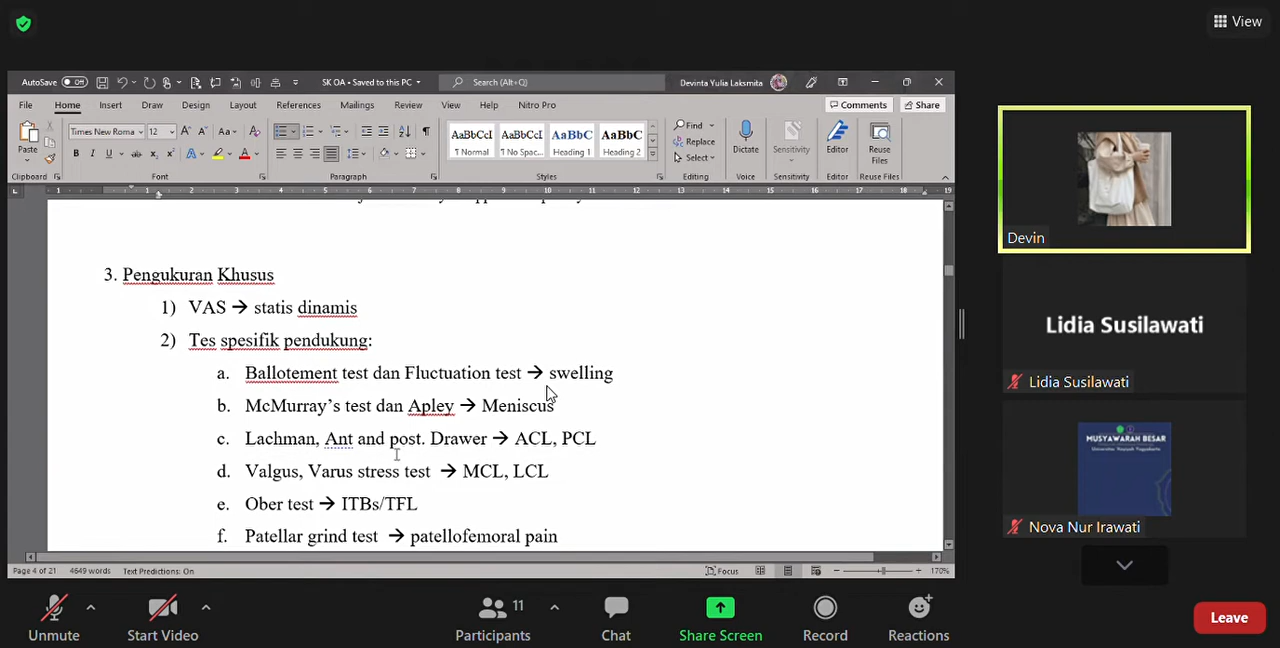 View
AutoSave Off
SK OA - Saved to this PC
Search (Alt+Q)
Devinta Yulia Laksmita
File Home Insert Draw Design Layout References Mailings Review View Help Nitro Pro
Comments Share
Paste
Times New Roma 12
AaBbCcI AaBbCcI AaBbC AaBbC
Normal No Spac... Heading 1 Heading 2
Find
Replace
Select
Dictate Sensitivity Editor Reuse Files
Clipboard Font Paragraph Styles Editing Voice Sensitivity Editor Reuse Files
3. Pengukuran Khusus
1) VAS → statis dinamis
2) Tes spesifik pendukung:
a. Ballotement test dan Fluctuation test → swelling
b. McMurray's test dan Apley → Meniscus
c. Lachman, Ant and post. Drawer → ACL, PCL
d. Valgus, Varus stress test → MCL, LCL
e. Ober test → ITBs/TFL
f. Patellar grind test → patellofemoral pain
Page 4 of 21 4649 words Text Predictions: On
Focus
170%
Devin
Lidia Susilawati
Lidia Susilawati
MUSYAWARAH BESAR
Nova Nur Irawati
Unmute
Start Video
Participants 11
Chat
Share Screen
Record
Reactions
Leave